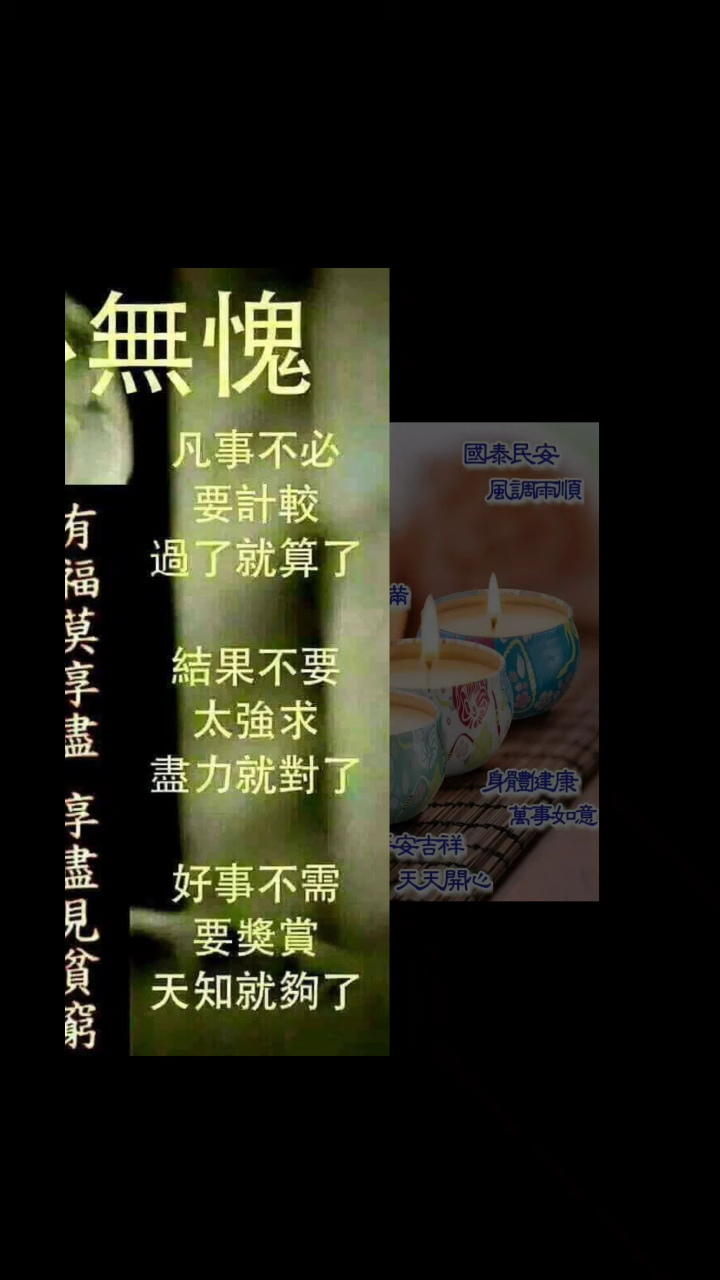 無愧
凡事不必
要計較
過了就算了
結果不要
太強求
盡力就對了
好事不需
要獎賞
天知就夠了
有福莫享盡
享盡見貧窮
國泰民安
風調雨順
身體健康
萬事如意
安吉祥
天天開心